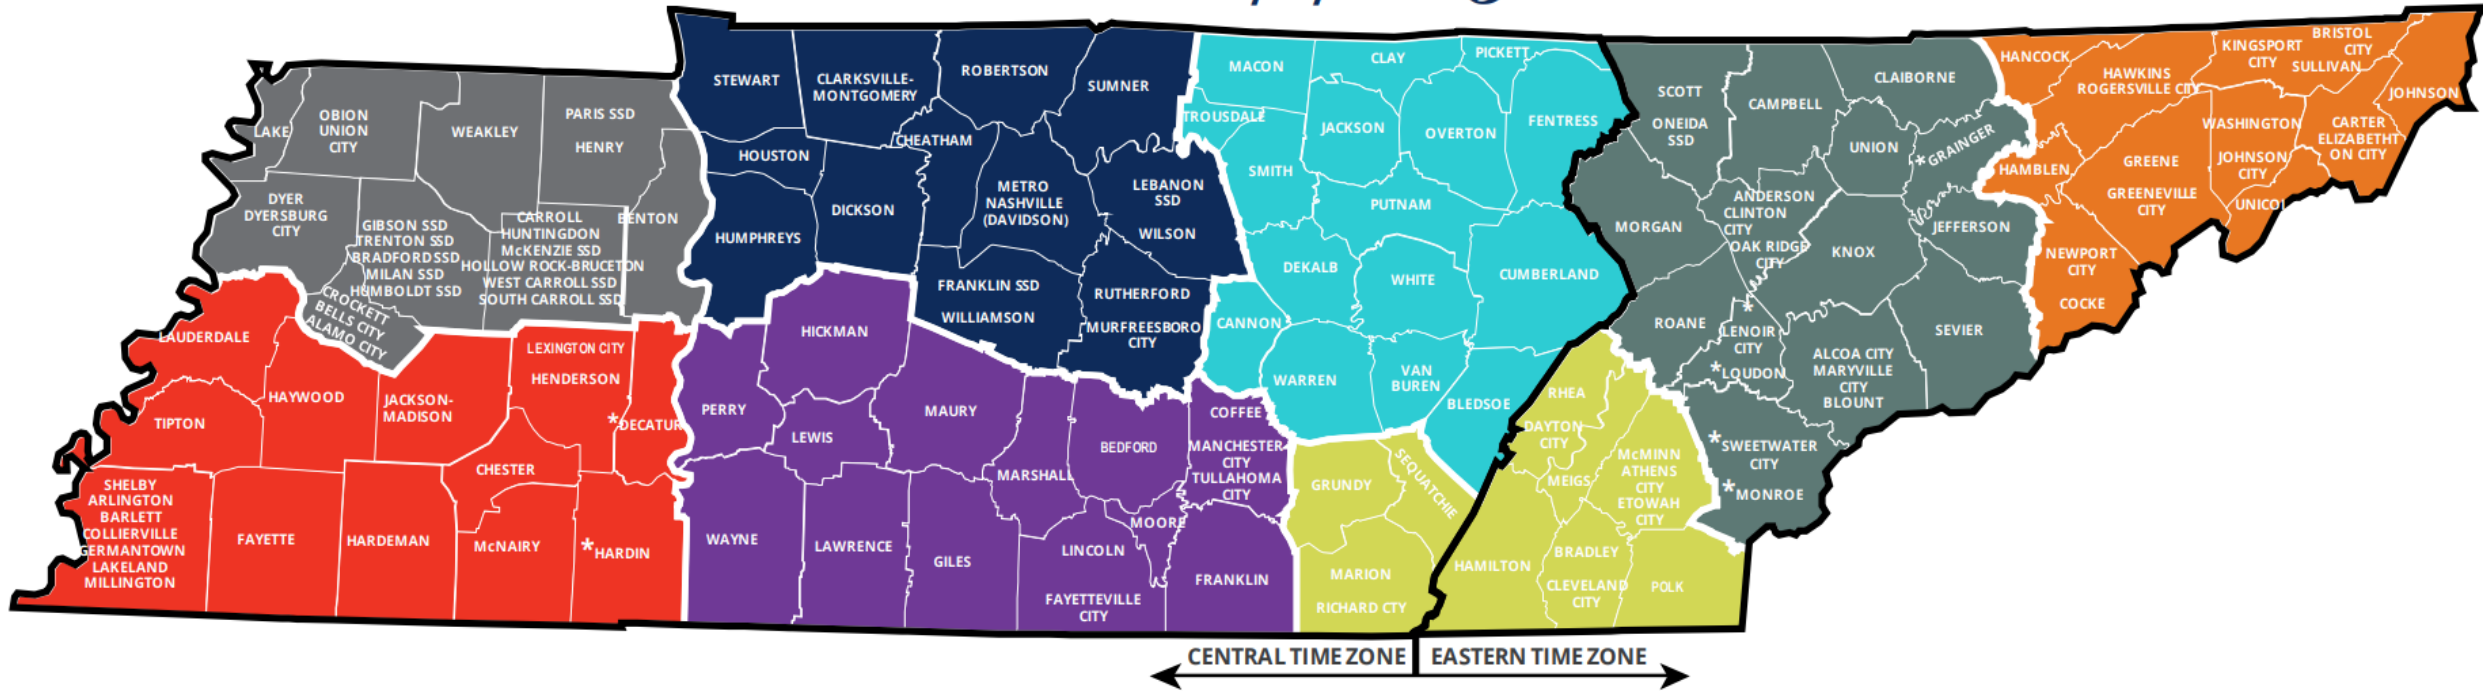 LAKE
OBION
UNION
CITY
WEAKLEY
PARIS SSD
HENRY
BENTON
DYER
DYERSBURG
CITY
GIBSON SSD
TRENTON SSD
BRADFORD SSD
MILAN SSD
HUMBOLDT SSD
CARROLL
HUNTINGDON
McKENZIE SSD
HOLLOW ROCK-BRUCETON
WEST CARROLL SSD
SOUTH CARROLL SSD
CROCKETT
BELLS CITY
ALAMO CITY
LAUDERDALE
HAYWOOD
TIPTON
JACKSON-
MADISON
LEXINGTON CITY
HENDERSON
*DECATUR
CHESTER
SHELBY
ARLINGTON
BARLETT
COLLIERVILLE
GERMANTOWN
LAKELAND
MILLINGTON
FAYETTE
HARDEMAN
McNAIRY
*HARDIN
STEWART
CLARKSVILLE-
MONTGOMERY
ROBERTSON
SUMNER
HOUSTON
CHEATHAM
HUMPHREYS
DICKSON
METRO
NASHVILLE
(DAVIDSON)
LEBANON
SSD
WILSON
FRANKLIN SSD
WILLIAMSON
RUTHERFORD
MURFREESBORO
CITY
HICKMAN
PERRY
LEWIS
MAURY
MARSHALL
BEDFORD
COFFEE
MANCHESTER
CITY
TULLAHOMA
CITY
WAYNE
LAWRENCE
GILES
MOORE
LINCOLN
FAYETTEVILLE
CITY
FRANKLIN
MACON
CLAY
PICKETT
TROUSDALE
JACKSON
OVERTON
FENTRESS
SMITH
PUTNAM
DEKALB
WHITE
CUMBERLAND
CANNON
WARREN
VAN
BUREN
BLEDSOE
GRUNDY
SEQUATCHIE
MARION
RICHARD CTY
RHEA
DAYTON
CITY
MEIGS
McMINN
ATHENS
CITY
ETOWAH
CITY
HAMILTON
BRADLEY
CLEVELAND
CITY
POLK
SCOTT
ONEIDA
SSD
CAMPBELL
CLAIBORNE
UNION
*GRAINGER
MORGAN
ANDERSON
CLINTON
CITY
OAK RIDGE
CITY
KNOX
JEFFERSON
ROANE
*
LENOIR
CITY
*LOUDON
ALCOA CITY
MARYVILLE
CITY
BLOUNT
SEVIER
*SWEETWATER
CITY
*MONROE
HANCOCK
HAWKINS
ROGERSVILLE CITY
KINGSPORT
CITY
BRISTOL
CITY
SULLIVAN
JOHNSON
WASHINGTON
JOHNSON
CITY
CARTER
ELIZABETHT
ON CITY
HAMBLEN
GREENE
GREENEVILLE
CITY
UNICOI
NEWPORT
CITY
COCKE
CENTRAL TIME ZONE
EASTERN TIME ZONE